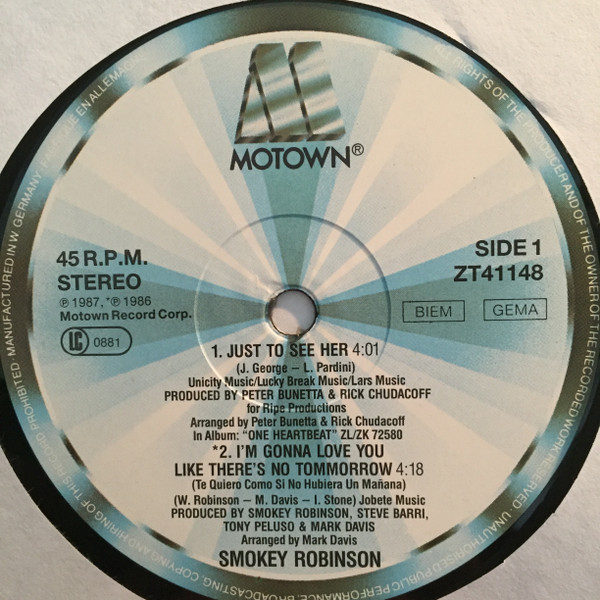 MOTOWN®
45 R.P.M.
STEREO
℗ 1987, *℗ 1986
Motown Record Corp.
LC 0881
SIDE 1
ZT41148
BIEM GEMA
1. JUST TO SEE HER 4:01
(J. George – L. Pardini)
Unicity Music/Lucky Break Music/Lars Music
PRODUCED BY PETER BUNETTA & RICK CHUDACOFF
for Ripe Productions
Arranged by Peter Bunetta & Rick Chudacoff
In Album: "ONE HEARTBEAT" ZL/ZK 72580
*2. I'M GONNA LOVE YOU
LIKE THERE'S NO TOMMORROW 4:18
(Te Quiero Como Si No Hubiera Un Mañana)
(W. Robinson – M. Davis – I. Stone) Jobete Music
PRODUCED BY SMOKEY ROBINSON, STEVE BARRI,
TONY PELUSO & MARK DAVIS
Arranged by Mark Davis
SMOKEY ROBINSON
ALL RIGHTS OF THE PRODUCER AND OF THE OWNER OF THE RECORDED WORK RESERVED · UNAUTHORISED PUBLIC PERFORMANCE, BROADCASTING, COPYING AND HIRING OF THIS RECORD PROHIBITED · MANUFACTURED IN W. GERMANY EN ALLEMAGNE